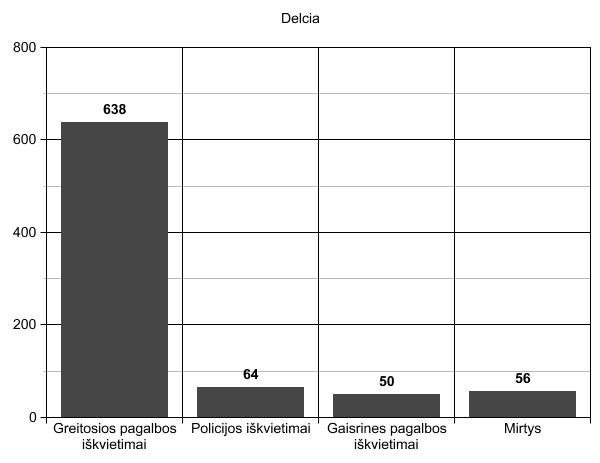 Delcia
800
638
600
400
200
64
50
56
0
Greitosios pagalbos
iškvietimai
Policijos iškvietimai
Gaisrines pagalbos
iškvietimai
Mirtys